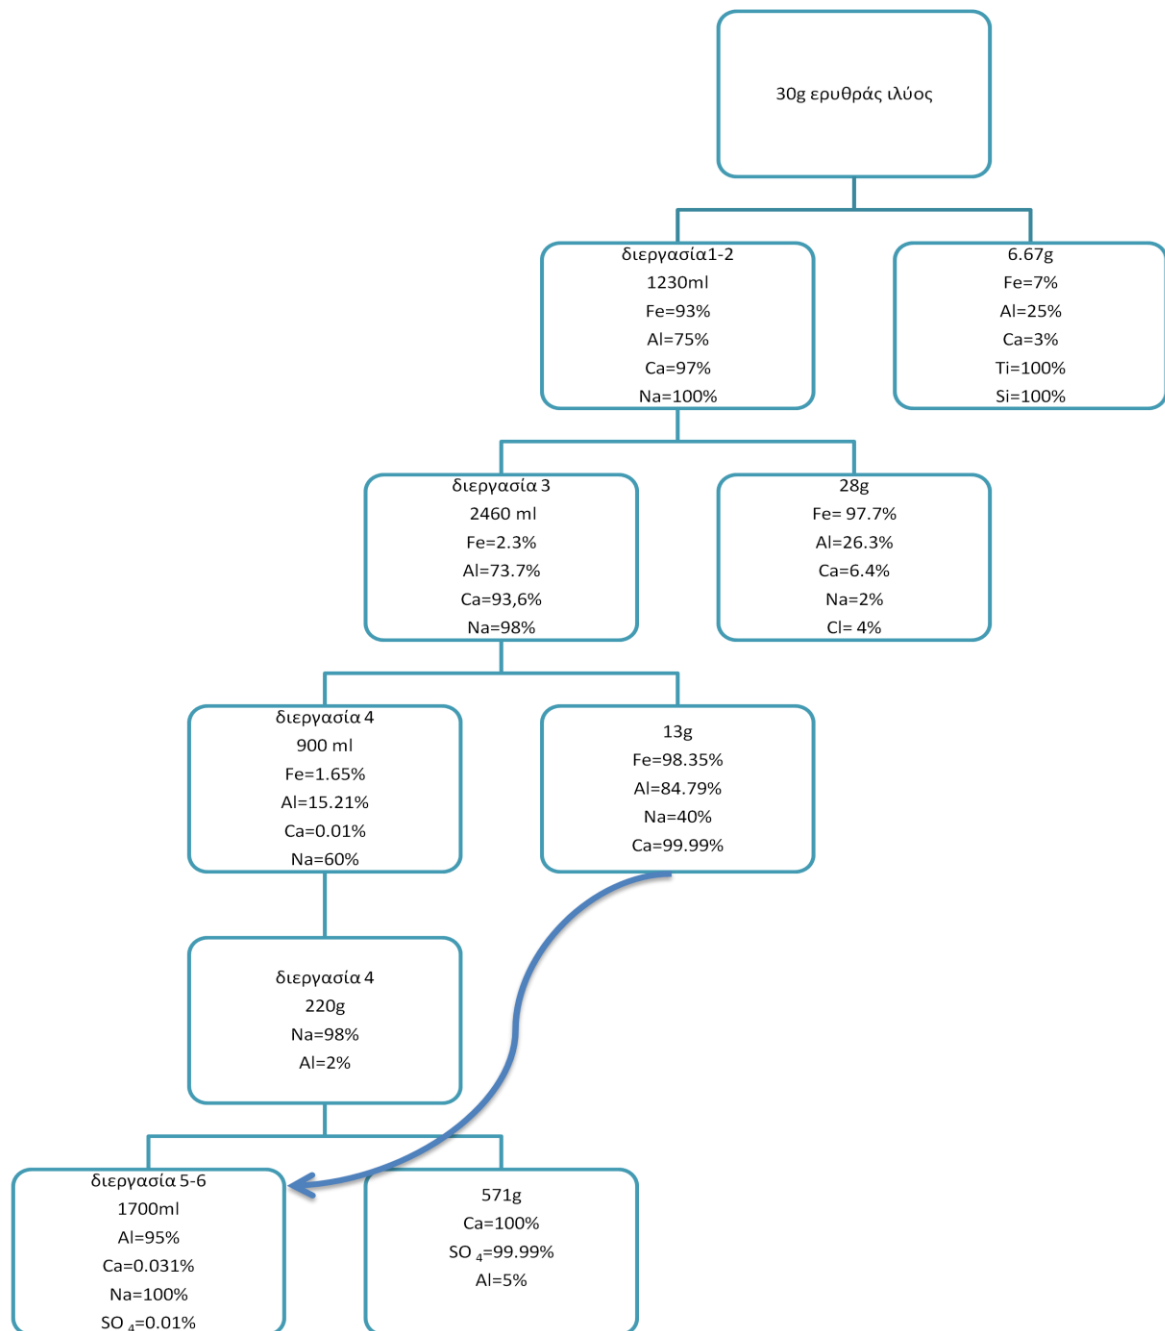 30g ερυθράς ιλύος
διεργασία1-2
1230ml
Fe=93%
Al=75%
Ca=97%
Na=100%
6.67g
Fe=7%
Al=25%
Ca=3%
Ti=100%
Si=100%
διεργασία 3
2460 ml
Fe=2.3%
Al=73.7%
Ca=93,6%
Na=98%
28g
Fe= 97.7%
Al=26.3%
Ca=6.4%
Na=2%
Cl= 4%
διεργασία 4
900 ml
Fe=1.65%
Al=15.21%
Ca=0.01%
Na=60%
13g
Fe=98.35%
Al=84.79%
Na=40%
Ca=99.99%
διεργασία 4
220g
Na=98%
Al=2%
διεργασία 5-6
1700ml
Al=95%
Ca=0.031%
Na=100%
SO 4=0.01%
571g
Ca=100%
SO 4=99.99%
Al=5%